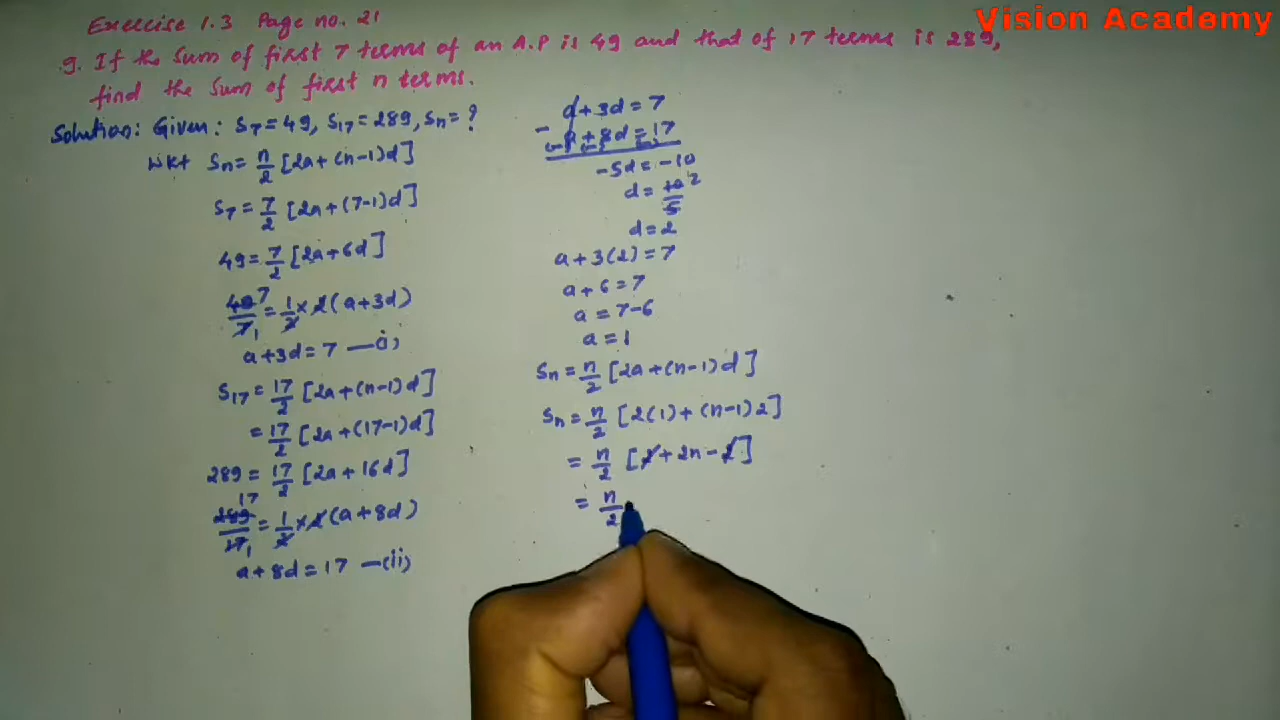 Vision Academy
Exercise 1.3 Page no. 21
9. If the sum of first 7 terms of an A.P is 49 and that of 17 terms is 289,
find the sum of first n terms.
Solution: Given: S₇=49, S₁₇=289, Sn=?
WKT Sn = n/2 [2a+(n-1)d]
S₇ = 7/2 [2a+(7-1)d]
49 = 7/2 [2a+6d]
49/7 7/1 = 1/2 × 2(a+3d)
a+3d=7 —(i)
S₁₇ = 17/2 [2a+(n-1)d]
= 17/2 [2a+(17-1)d]
289 = 17/2 [2a+16d]
289/17 17/1 = 1/2 × 2(a+8d)
a+8d=17 —(ii)
a+3d=7
- a+8d=17
-5d=-10
d= 10/5 2
d=2
a+3(2)=7
a+6=7
a=7-6
a=1
Sn = n/2 [2a+(n-1)d]
Sn = n/2 [2(1)+(n-1)2]
= n/2 [2+2n-2]
= n/2